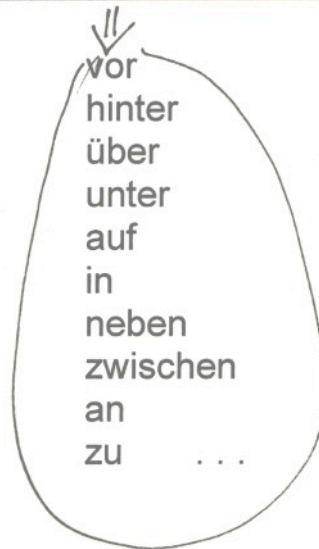 vor
hinter
über
unter
auf
in
neben
zwischen
an
zu ...